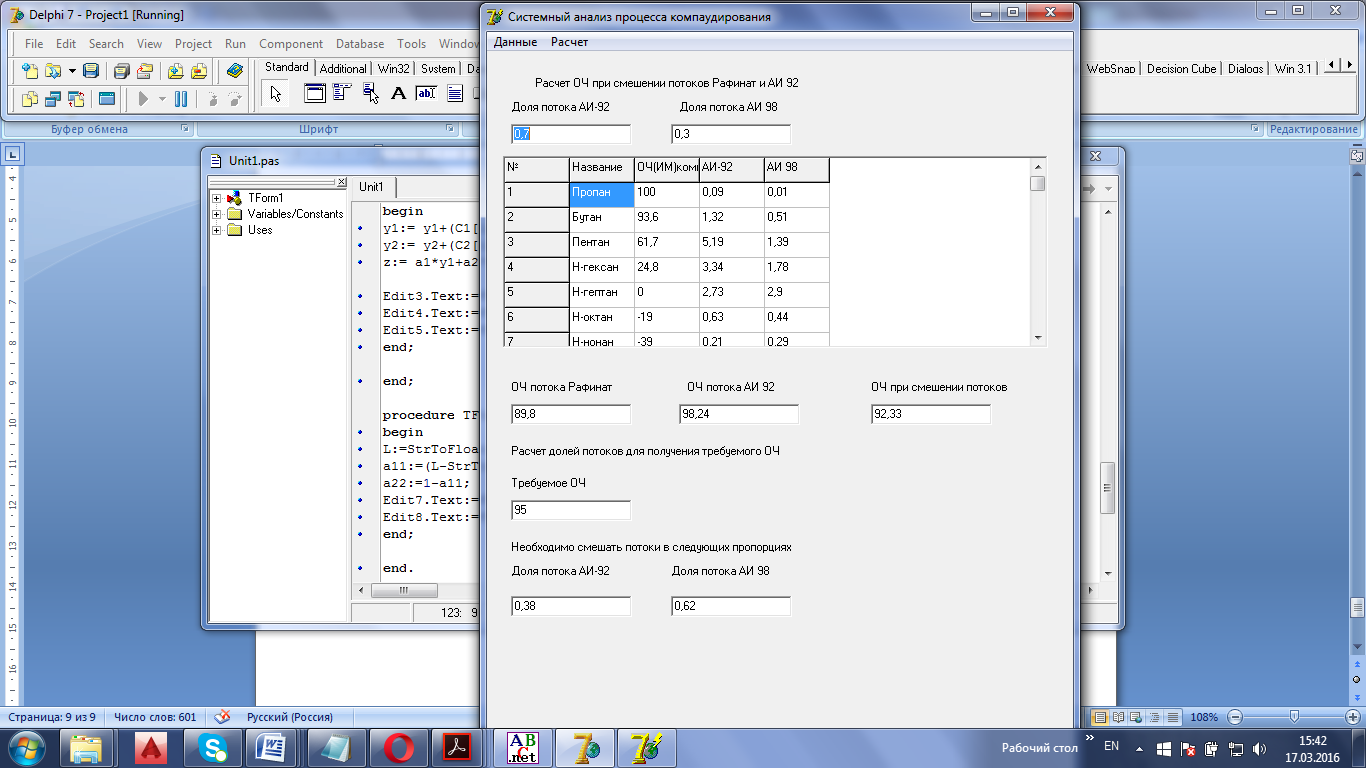 Delphi 7 - Project1 [Running]
File Edit Search View Project Run Component Database Tools Window
Standard Additional Win32 System Da
WebSnap Decision Cube Dialogs Win 3.1
Буфер обмена
Шрифт
Редактирование
Unit1.pas
TForm1
Variables/Constants
Uses
Unit1
begin
y1:= y1+(C1[
y2:= y2+(C2[
z:= a1*y1+a2
Edit3.Text:=
Edit4.Text:=
Edit5.Text:=
end;
end;
procedure TF
begin
L:=StrToFloa
a11:=(L-StrT
a22:=1-a11;
Edit7.Text:=
Edit8.Text:=
end;
end.
123: 9
Системный анализ процесса компаудирования
Данные Расчет
Расчет ОЧ при смешении потоков Рафинат и АИ 92
Доля потока АИ-92 Доля потока АИ 98
0,7 0,3
№ Название ОЧ(ИМ)комп АИ-92 АИ 98
1 Пропан 100 0,09 0,01
2 Бутан 93,6 1,32 0,51
3 Пентан 61,7 5,19 1,39
4 Н-гексан 24,8 3,34 1,78
5 Н-гептан 0 2,73 2,9
6 Н-октан -19 0,63 0,44
7 Н-нонан -39 0,21 0,29
ОЧ потока Рафинат ОЧ потока АИ 92 ОЧ при смешении потоков
89,8 98,24 92,33
Расчет долей потоков для получения требуемого ОЧ
Требуемое ОЧ
95
Необходимо смешать потоки в следующих пропорциях
Доля потока АИ-92 Доля потока АИ 98
0,38 0,62
Страница: 9 из 9 Число слов: 601 Русский (Россия)
108%
ABC.net
Рабочий стол
EN
15:42
17.03.2016